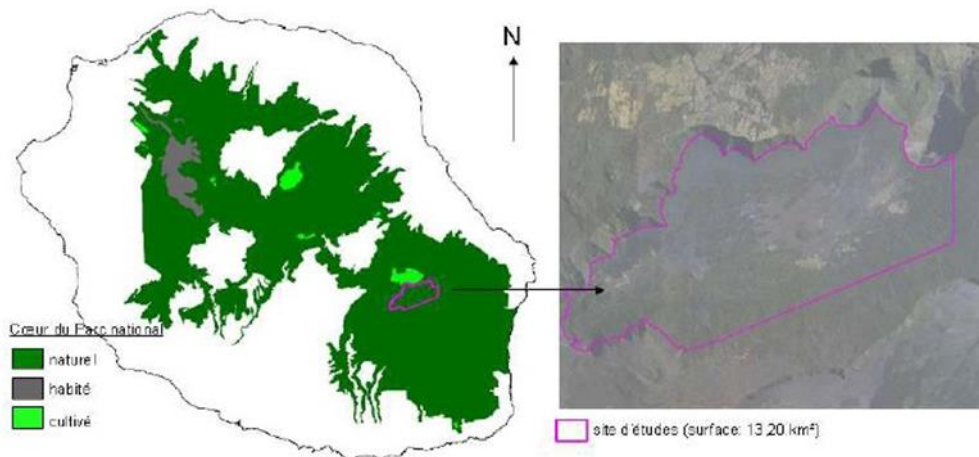 N
Cœur du Parc national
naturel
habité
cultivé
site d'études (surface: 13,20 km²)